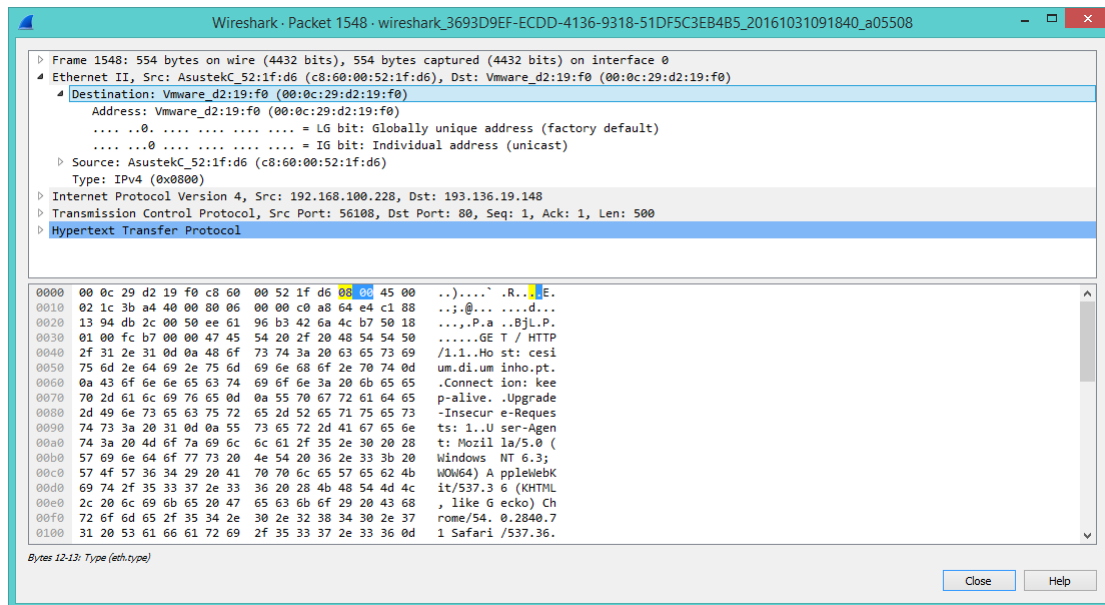 Wireshark · Packet 1548 · wireshark_3693D9EF-ECDD-4136-9318-51DF5C3EB4B5_20161031091840_a05508
Frame 1548: 554 bytes on wire (4432 bits), 554 bytes captured (4432 bits) on interface 0
Ethernet II, Src: AsustekC_52:1f:d6 (c8:60:00:52:1f:d6), Dst: Vmware_d2:19:f0 (00:0c:29:d2:19:f0)
Destination: Vmware_d2:19:f0 (00:0c:29:d2:19:f0)
Address: Vmware_d2:19:f0 (00:0c:29:d2:19:f0)
.... ..0. .... .... .... .... = LG bit: Globally unique address (factory default)
.... ...0 .... .... .... .... = IG bit: Individual address (unicast)
Source: AsustekC_52:1f:d6 (c8:60:00:52:1f:d6)
Type: IPv4 (0x0800)
Internet Protocol Version 4, Src: 192.168.100.228, Dst: 193.136.19.148
Transmission Control Protocol, Src Port: 56108, Dst Port: 80, Seq: 1, Ack: 1, Len: 500
Hypertext Transfer Protocol
0000 00 0c 29 d2 19 f0 c8 60 00 52 1f d6 08 00 45 00 ..)....` .R....E.
0010 02 1c 3b a4 40 00 80 06 00 00 c0 a8 64 e4 c1 88 ..;.@... ....d...
0020 13 94 db 2c 00 50 ee 61 96 b3 42 6a 4c b7 50 18 ...,.P.a ..BjL.P.
0030 01 00 fc b7 00 00 47 45 54 20 2f 20 48 54 54 50 ......GE T / HTTP
0040 2f 31 2e 31 0d 0a 48 6f 73 74 3a 20 63 65 73 69 /1.1..Ho st: cesi
0050 75 6d 2e 64 69 2e 75 6d 69 6e 68 6f 2e 70 74 0d um.di.um inho.pt.
0060 0a 43 6f 6e 6e 65 63 74 69 6f 6e 3a 20 6b 65 65 .Connect ion: kee
0070 70 2d 61 6c 69 76 65 0d 0a 55 70 67 72 61 64 65 p-alive. .Upgrade
0080 2d 49 6e 73 65 63 75 72 65 2d 52 65 71 75 65 73 -Insecur e-Reques
0090 74 73 3a 20 31 0d 0a 55 73 65 72 2d 41 67 65 6e ts: 1..U ser-Agen
00a0 74 3a 20 4d 6f 7a 69 6c 6c 61 2f 35 2e 30 20 28 t: Mozil la/5.0 (
00b0 57 69 6e 64 6f 77 73 20 4e 54 20 36 2e 33 3b 20 Windows NT 6.3;
00c0 57 4f 57 36 34 29 20 41 70 70 6c 65 57 65 62 4b WOW64) A ppleWebK
00d0 69 74 2f 35 33 37 2e 33 36 20 28 4b 48 54 4d 4c it/537.3 6 (KHTML
00e0 2c 20 6c 69 6b 65 20 47 65 63 6b 6f 29 20 43 68 , like G ecko) Ch
00f0 72 6f 6d 65 2f 35 34 2e 30 2e 32 38 34 30 2e 37 rome/54. 0.2840.7
0100 31 20 53 61 66 61 72 69 2f 35 33 37 2e 33 36 0d 1 Safari /537.36.
Bytes 12-13: Type (eth.type)
Close Help